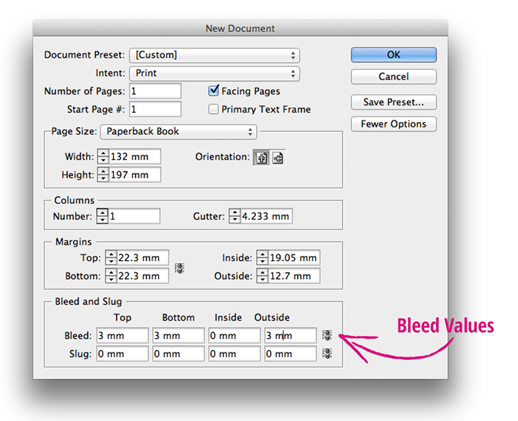 New Document
Document Preset: [Custom] OK
Intent: Print Cancel
Number of Pages: 1 Facing Pages
Start Page #: 1 Primary Text Frame Save Preset...
Page Size: Paperback Book Fewer Options
Width: 132 mm Orientation:
Height: 197 mm
Columns
Number: 1 Gutter: 4.233 mm
Margins
Top: 22.3 mm Inside: 19.05 mm
Bottom: 22.3 mm Outside: 12.7 mm
Bleed and Slug
Top Bottom Inside Outside
Bleed: 3 mm 3 mm 0 mm 3 mm Bleed Values
Slug: 0 mm 0 mm 0 mm 0 mm